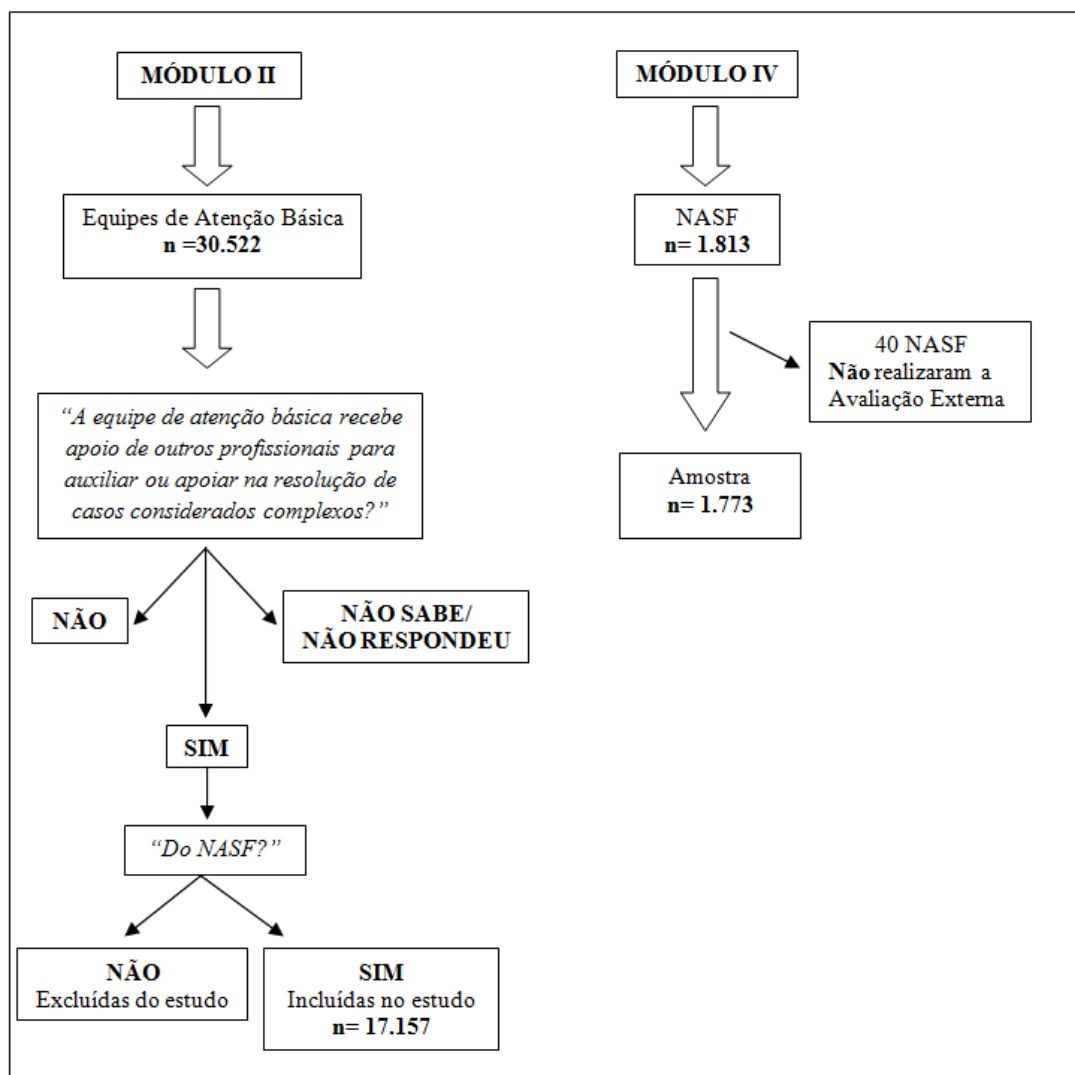 MÓDULO II
Equipes de Atenção Básica
n =30.522
“A equipe de atenção básica recebe
apoio de outros profissionais para
auxiliar ou apoiar na resolução de
casos considerados complexos?”
NÃO
NÃO SABE/
NÃO RESPONDEU
SIM
“Do NASF?”
NÃO
Excluídas do estudo
SIM
Incluídas no estudo
n= 17.157
MÓDULO IV
NASF
n= 1.813
40 NASF
Não realizaram a
Avaliação Externa
Amostra
n= 1.773